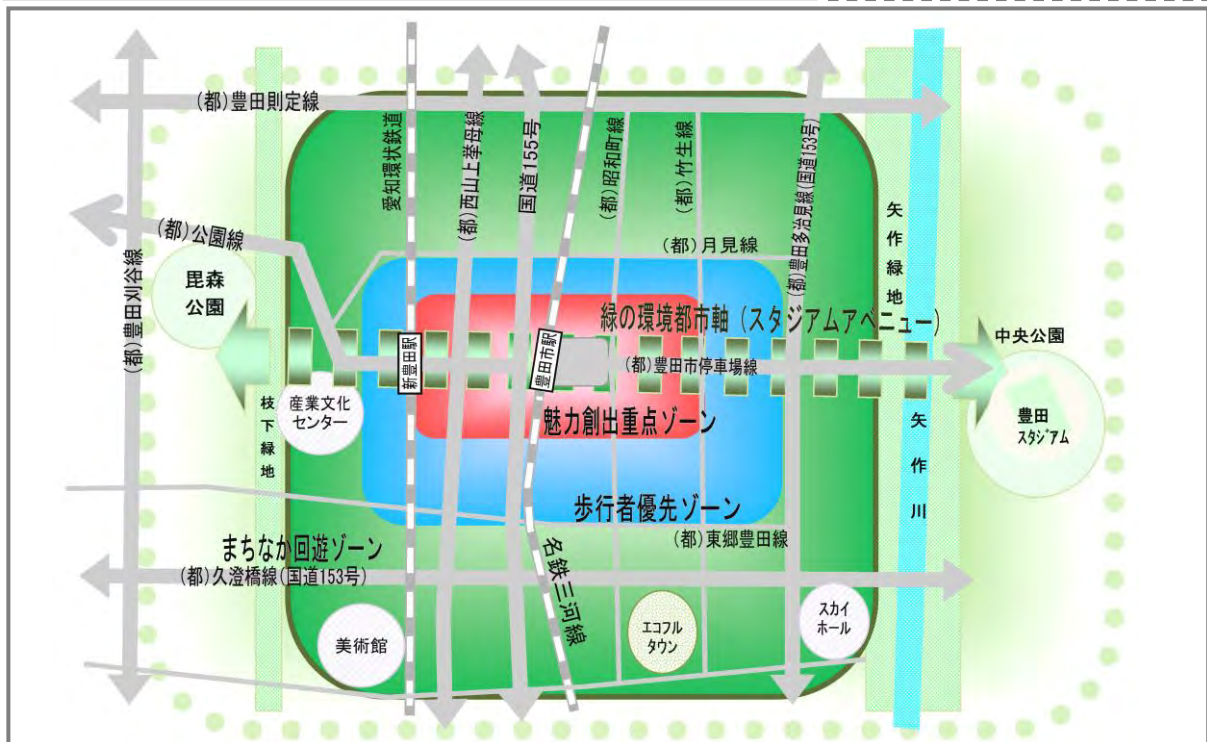 (都)豊田則定線
愛知環状鉄道
(都)西山上挙母線
国道155号
(都)昭和町線
(都)竹生線
(都)豊田多治見線(国道153号)
矢作緑地
(都)公園線
(都)月見線
(都)豊田刈谷線
毘森
公園
緑の環境都市軸(スタジアムアベニュー)
中央公園
新豊田駅
豊田市駅
(都)豊田市停車場線
産業文化
センター
枝下緑地
魅力創出重点ゾーン
豊田
スタジアム
矢作川
歩行者優先ゾーン
(都)東郷豊田線
まちなか回遊ゾーン
(都)久澄橋線(国道153号)
名鉄三河線
美術館
エコフル
タウン
スカイ
ホール